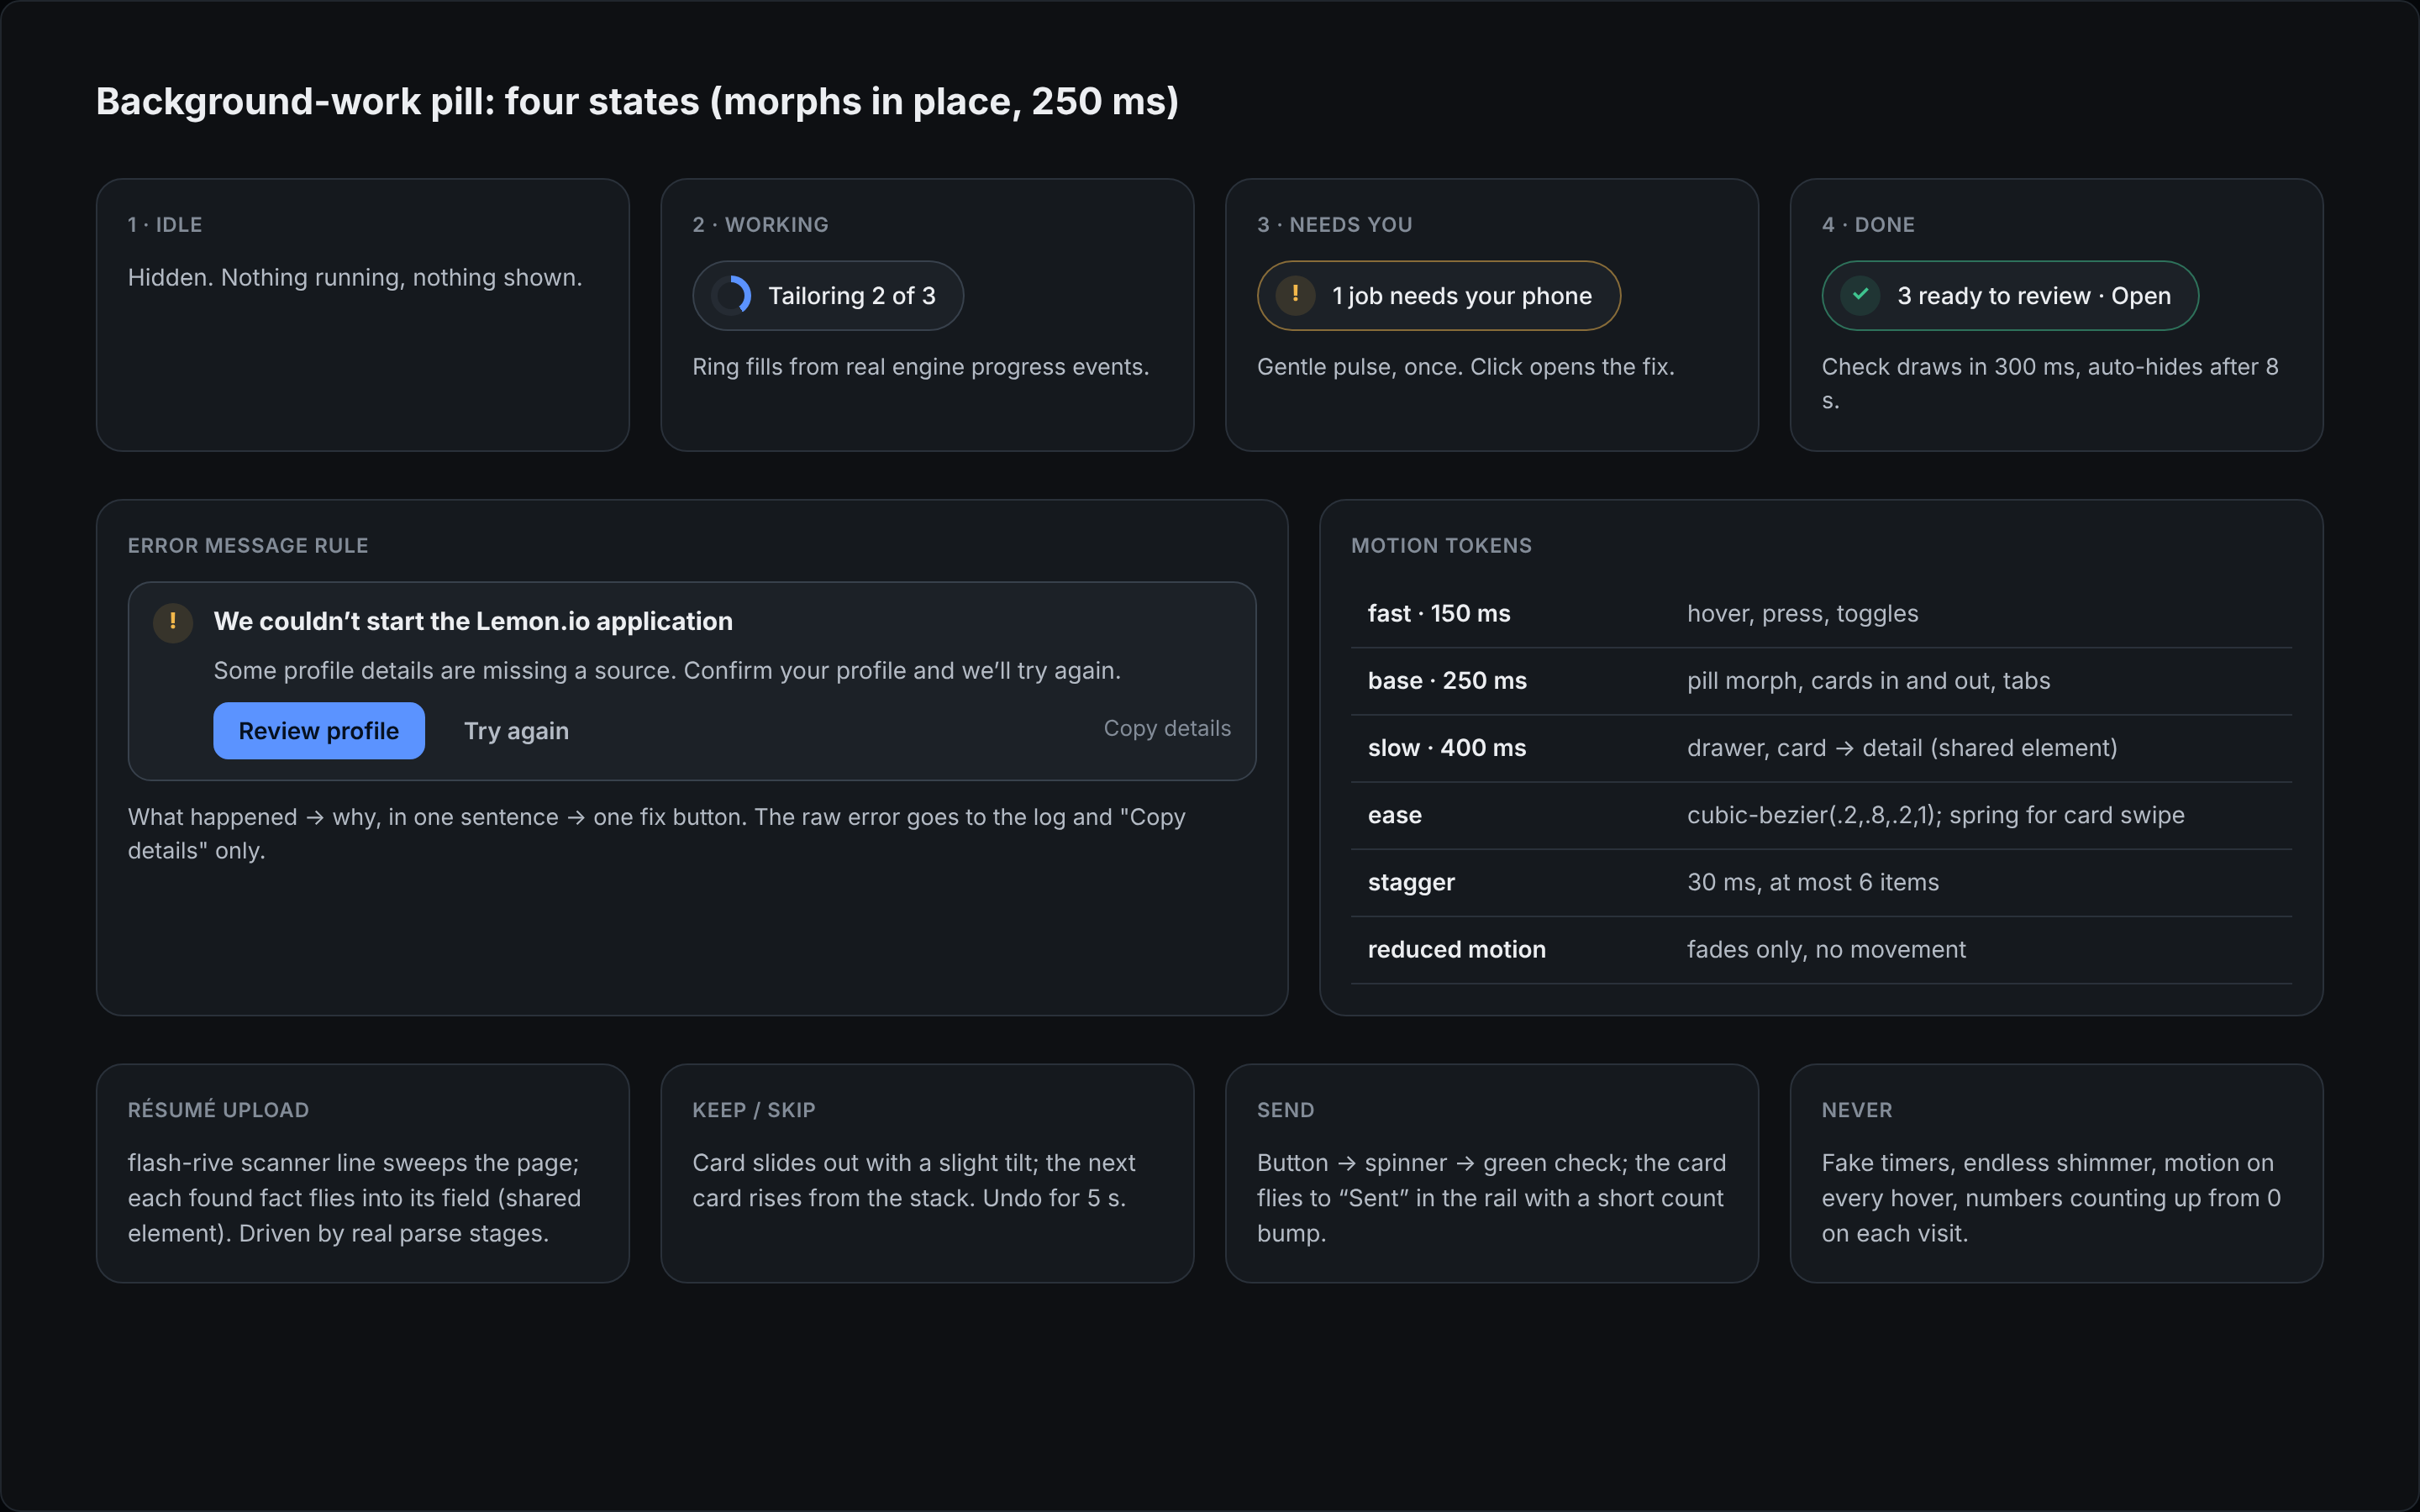 Background-work pill: four states (morphs in place, 250 ms)
1 · IDLE
Hidden. Nothing running, nothing shown.
2 · WORKING
Tailoring 2 of 3
Ring fills from real engine progress events.
3 · NEEDS YOU
! 1 job needs your phone
Gentle pulse, once. Click opens the fix.
4 · DONE
3 ready to review · Open
Check draws in 300 ms, auto-hides after 8
s.
ERROR MESSAGE RULE
! We couldn’t start the Lemon.io application
Some profile details are missing a source. Confirm your profile and we’ll try again.
Review profile Try again Copy details
What happened → why, in one sentence → one fix button. The raw error goes to the log and "Copy
details" only.
MOTION TOKENS
fast · 150 ms hover, press, toggles
base · 250 ms pill morph, cards in and out, tabs
slow · 400 ms drawer, card → detail (shared element)
ease cubic-bezier(.2,.8,.2,1); spring for card swipe
stagger 30 ms, at most 6 items
reduced motion fades only, no movement
RÉSUMÉ UPLOAD
flash-rive scanner line sweeps the page;
each found fact flies into its field (shared
element). Driven by real parse stages.
KEEP / SKIP
Card slides out with a slight tilt; the next
card rises from the stack. Undo for 5 s.
SEND
Button → spinner → green check; the card
flies to “Sent” in the rail with a short count
bump.
NEVER
Fake timers, endless shimmer, motion on
every hover, numbers counting up from 0
on each visit.